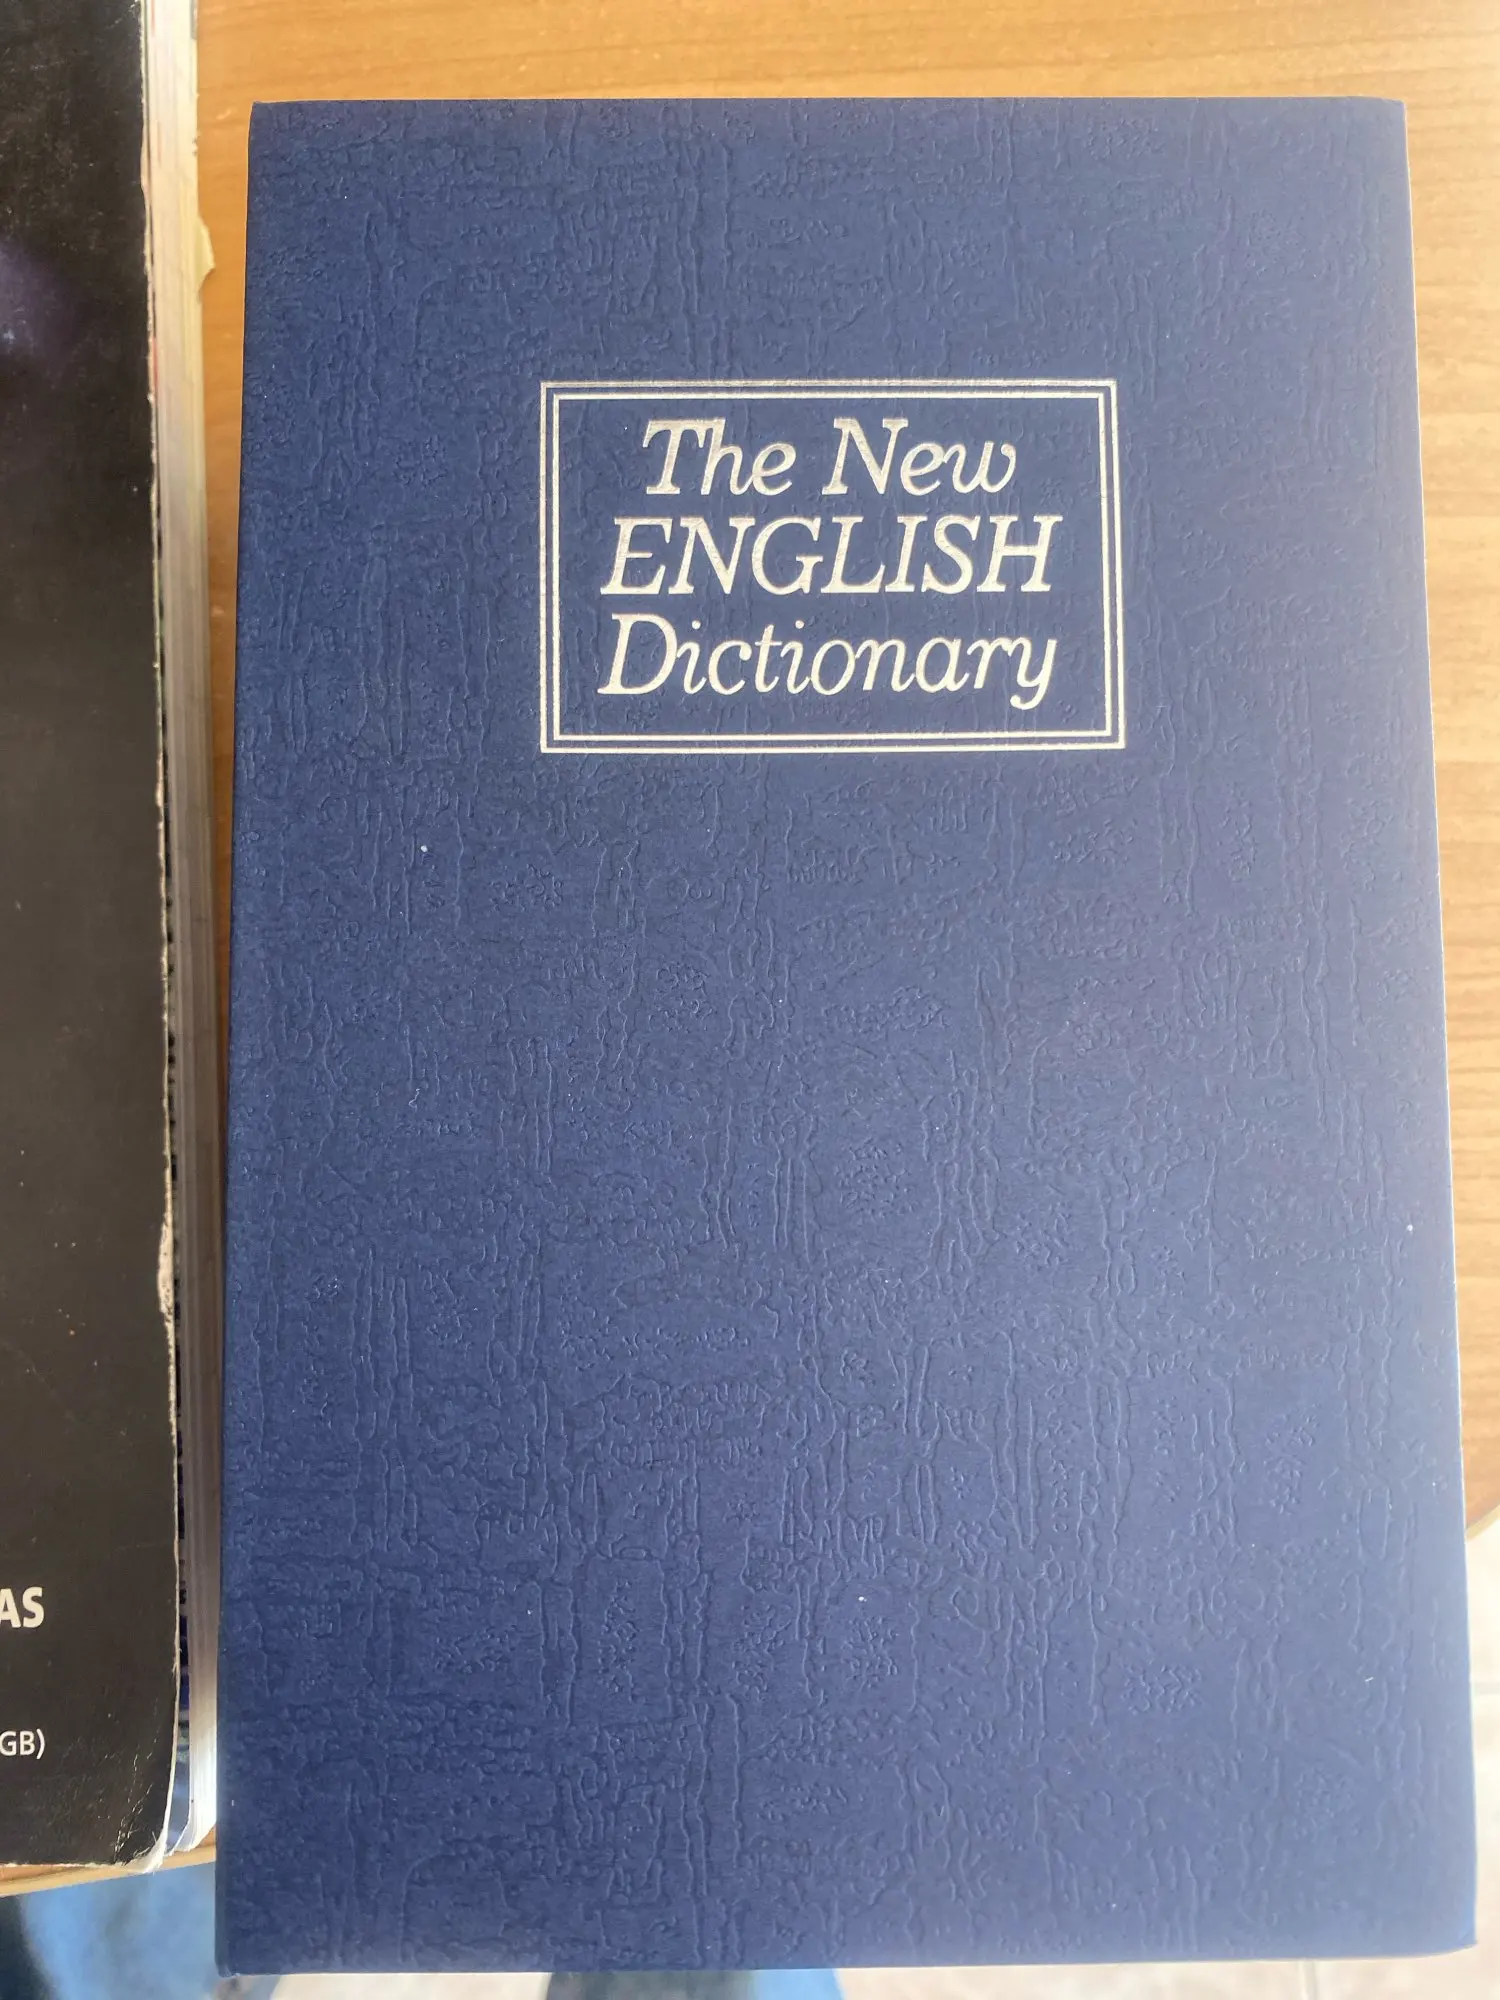 The New
ENGLISH
Dictionary
AS
GB)